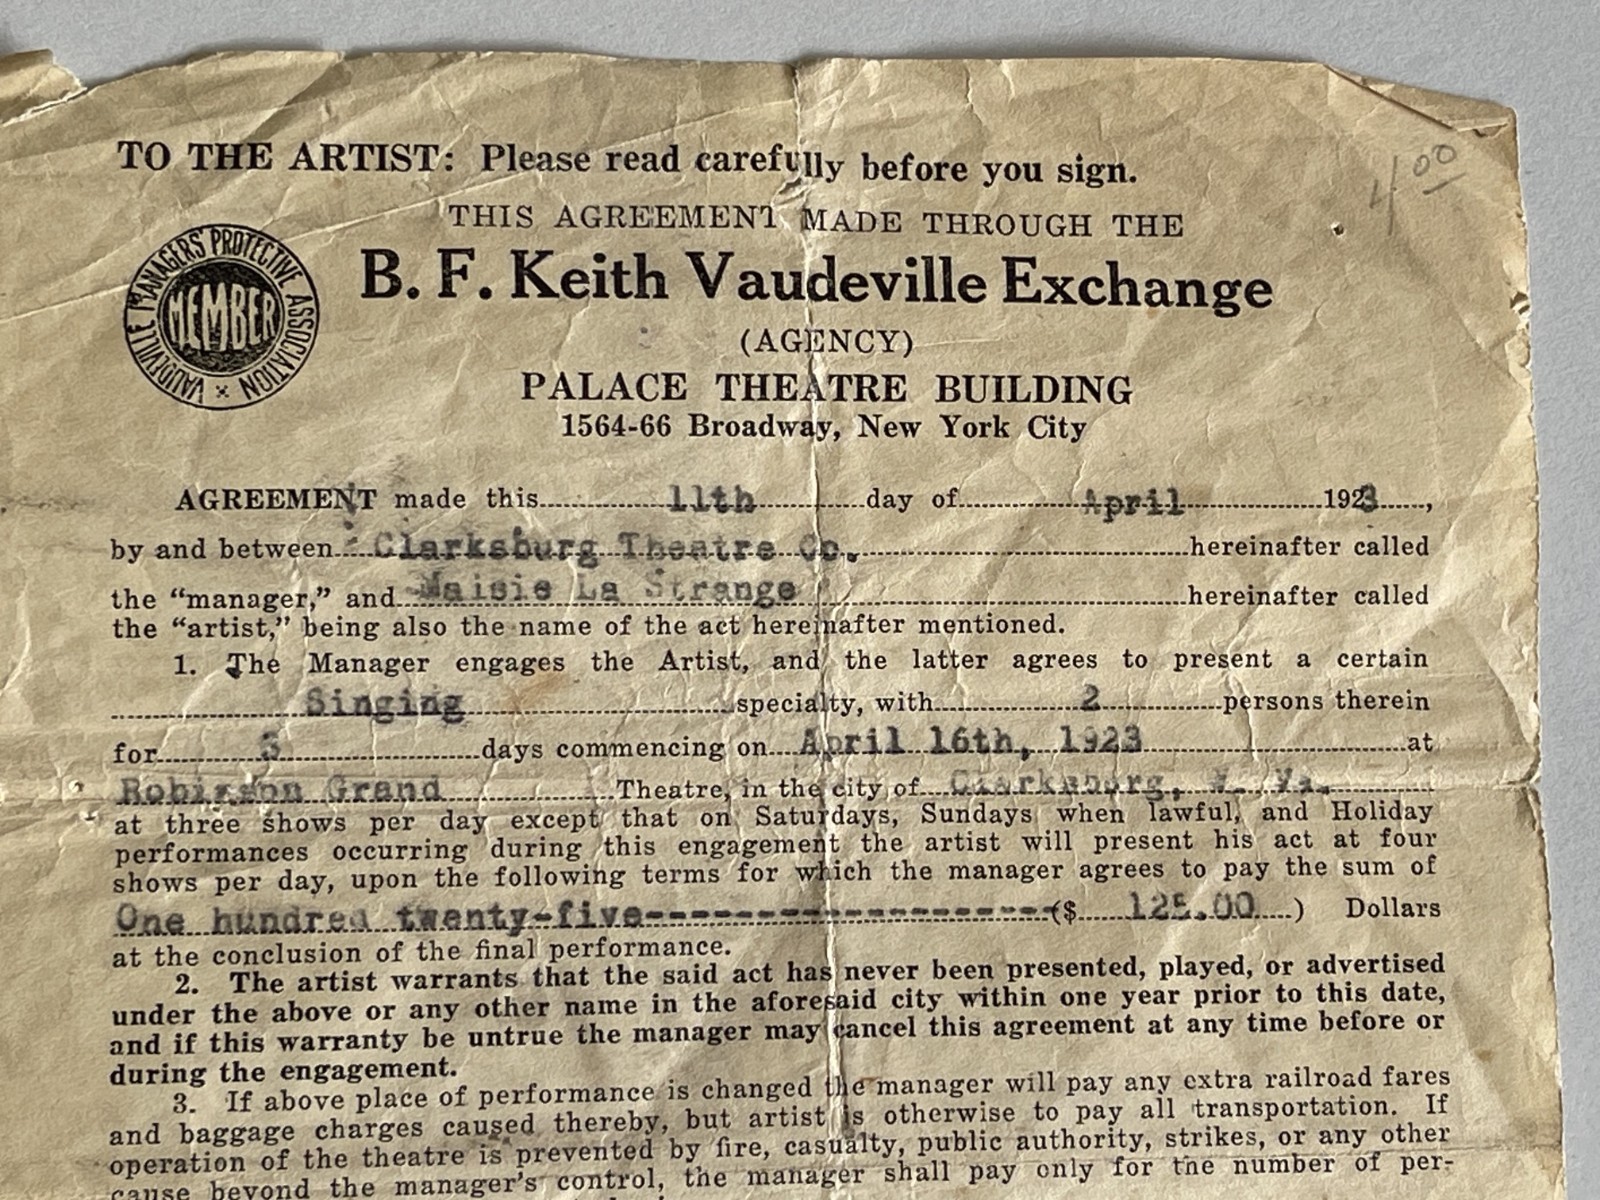 TO THE ARTIST: Please read carefully before you sign.
4 00
THIS AGREEMENT MADE THROUGH THE
VAUDEVILLE MANAGERS' PROTECTIVE ASSOCIATION
MEMBER
B. F. Keith Vaudeville Exchange
(AGENCY)
PALACE THEATRE BUILDING
1564-66 Broadway, New York City
AGREEMENT made this 11th day of April 1923,
by and between Clarksburg Theatre Co. hereinafter called
the "manager," and Maisie La Strange hereinafter called
the "artist," being also the name of the act hereinafter mentioned.
1. The Manager engages the Artist, and the latter agrees to present a certain
Singing specialty, with 2 persons therein
for 3 days commencing on April 16th, 1923 at
Robinson Grand Theatre, in the city of Clarksburg, W. Va.
at three shows per day except that on Saturdays, Sundays when lawful, and Holiday
performances occurring during this engagement the artist will present his act at four
shows per day, upon the following terms for which the manager agrees to pay the sum of
One hundred twenty-five--------------------($ 125.00 ) Dollars
at the conclusion of the final performance.
2. The artist warrants that the said act has never been presented, played, or advertised
under the above or any other name in the aforesaid city within one year prior to this date,
and if this warranty be untrue the manager may cancel this agreement at any time before or
during the engagement.
3. If above place of performance is changed the manager will pay any extra railroad fares
and baggage charges caused thereby, but artist is otherwise to pay all transportation. If
operation of the theatre is prevented by fire, casualty, public authority, strikes, or any other
cause beyond the manager's control, the manager shall pay only for the number of per-